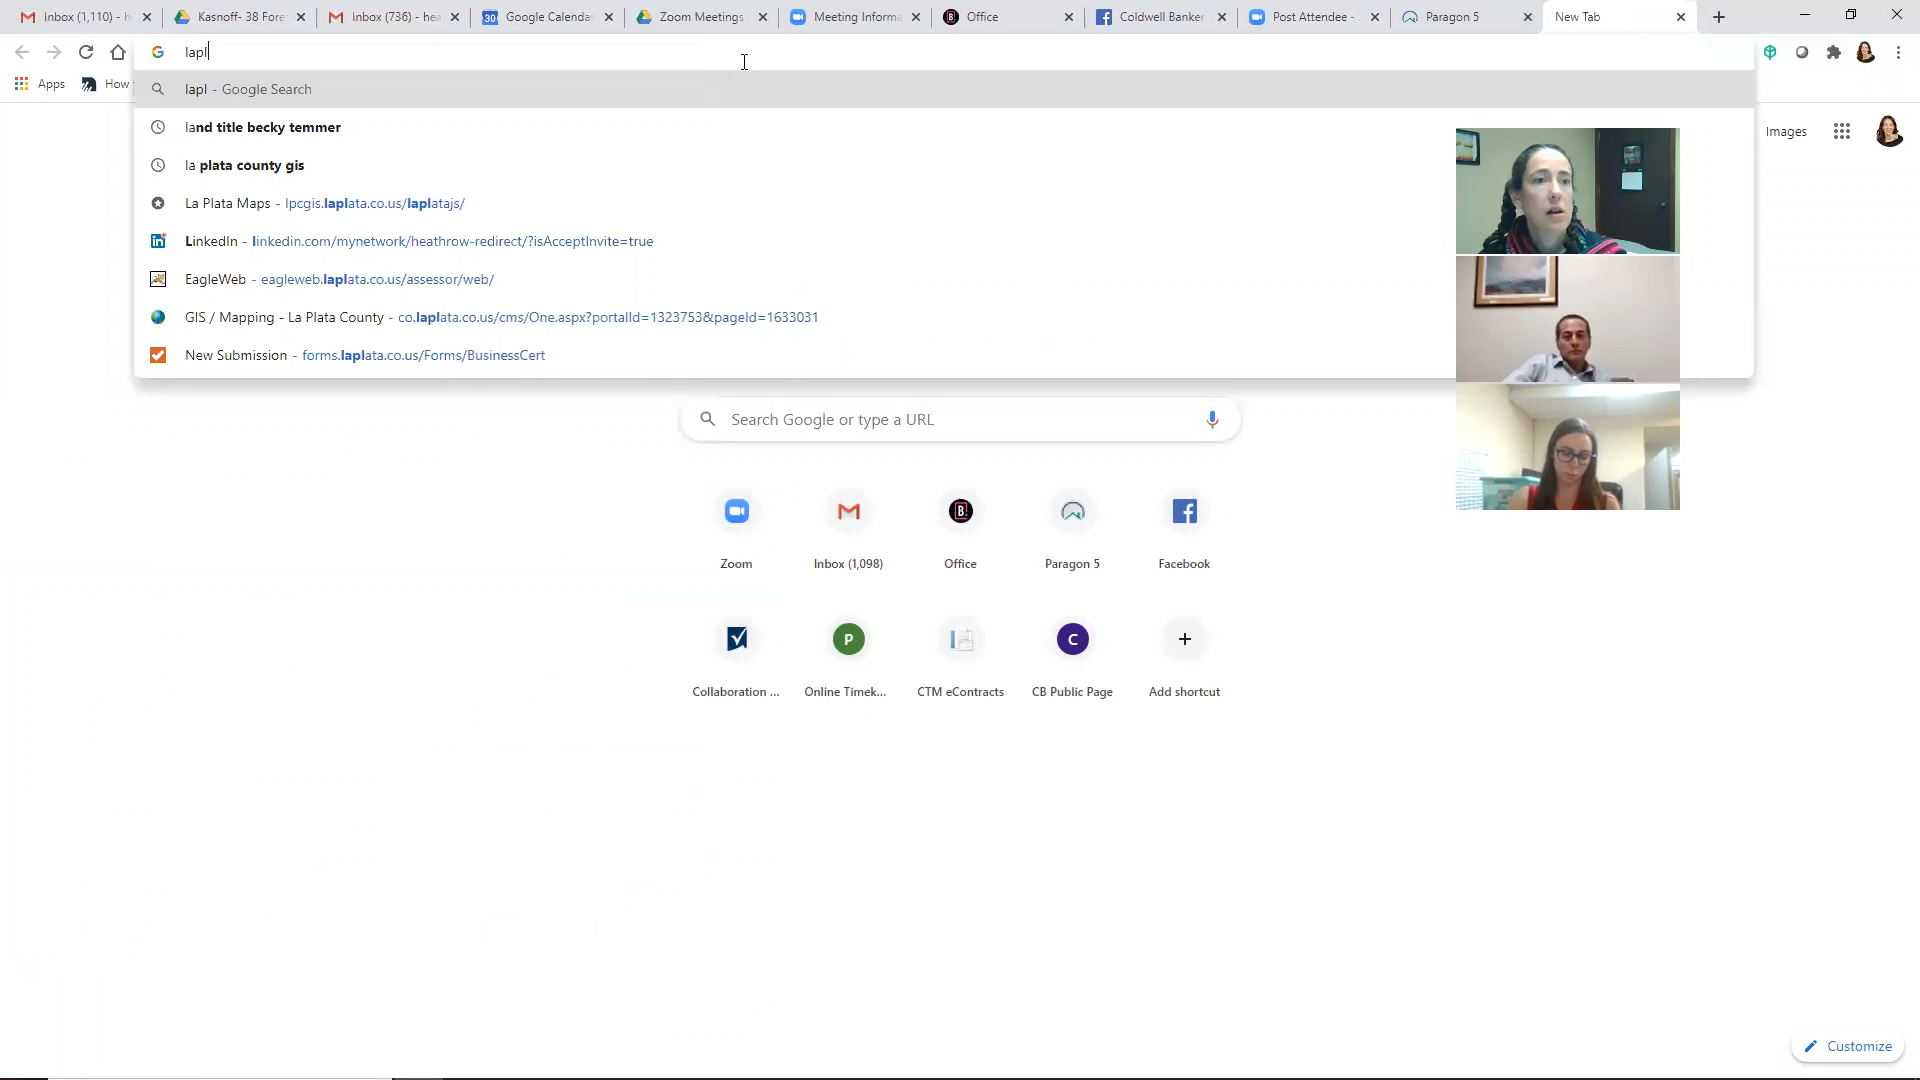 Inbox (1,110) - h
Kasnoff- 38 Fore
Inbox (736) - hea
Google Calenda
Zoom Meetings -
Meeting Informa
Office
Coldwell Banker
Post Attendee -
Paragon 5
New Tab
lapl
Apps
How
lapl - Google Search
land title becky temmer
la plata county gis
La Plata Maps - lpcgis.laplata.co.us/laplatajs/
LinkedIn - linkedin.com/mynetwork/heathrow-redirect/?isAcceptInvite=true
EagleWeb - eagleweb.laplata.co.us/assessor/web/
GIS / Mapping - La Plata County - co.laplata.co.us/cms/One.aspx?portalId=1323753&pageId=1633031
New Submission - forms.laplata.co.us/Forms/BusinessCert
Images
Search Google or type a URL
Zoom
Inbox (1,098)
Office
Paragon 5
Facebook
Collaboration ...
Online Timek...
CTM eContracts
CB Public Page
Add shortcut
Customize